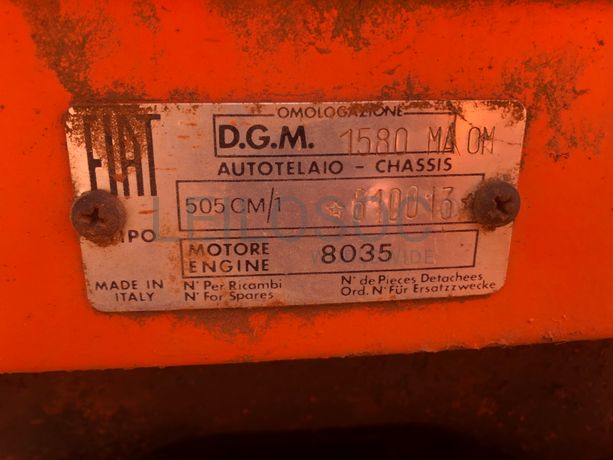 OMOLOGAZIONE
FIAT
D.G.M. 1580 MA OM
AUTOTELAIO - CHASSIS
505 CM/1 610013
MOTORE 8035
ENGINE
MADE IN
ITALY
N° Per Ricambi
N° For Spares
N° de Pieces Detachees
Ord. N° Für Ersatzzwecke